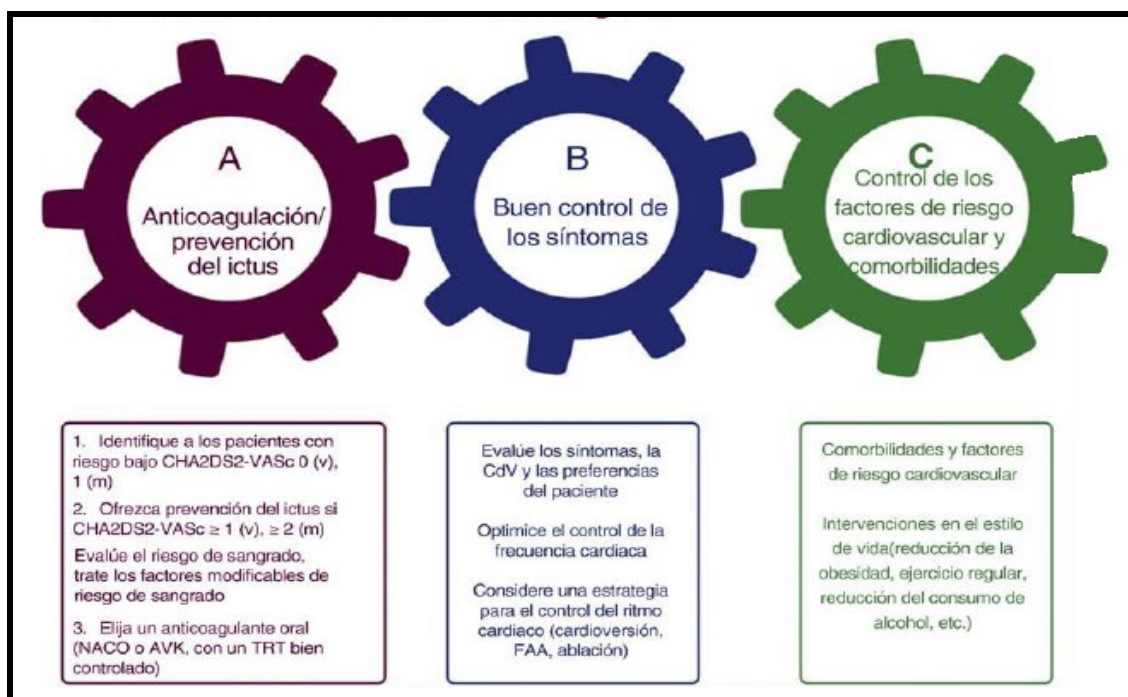 A
Anticoagulación/
prevención
del ictus
B
Buen control de
los síntomas
C
Control de los
factores de riesgo
cardiovascular y
comorbilidades
1. Identifique a los pacientes con
riesgo bajo CHA2DS2-VASc 0 (v),
1 (m)
2. Ofrezca prevención del ictus si
CHA2DS2-VASc ≥ 1 (v), ≥ 2 (m)
Evalúe el riesgo de sangrado,
trate los factores modificables de
riesgo de sangrado
3. Elija un anticoagulante oral
(NACO o AVK, con un TRT bien
controlado)
Evalúe los síntomas, la
CdV y las preferencias
del paciente
Optimice el control de la
frecuencia cardiaca
Considere una estrategia
para el control del ritmo
cardiaco (cardioversión,
FAA, ablación)
Comorbilidades y factores
de riesgo cardiovascular
Intervenciones en el estilo
de vida(reducción de la
obesidad, ejercicio regular,
reducción del consumo de
alcohol, etc.)